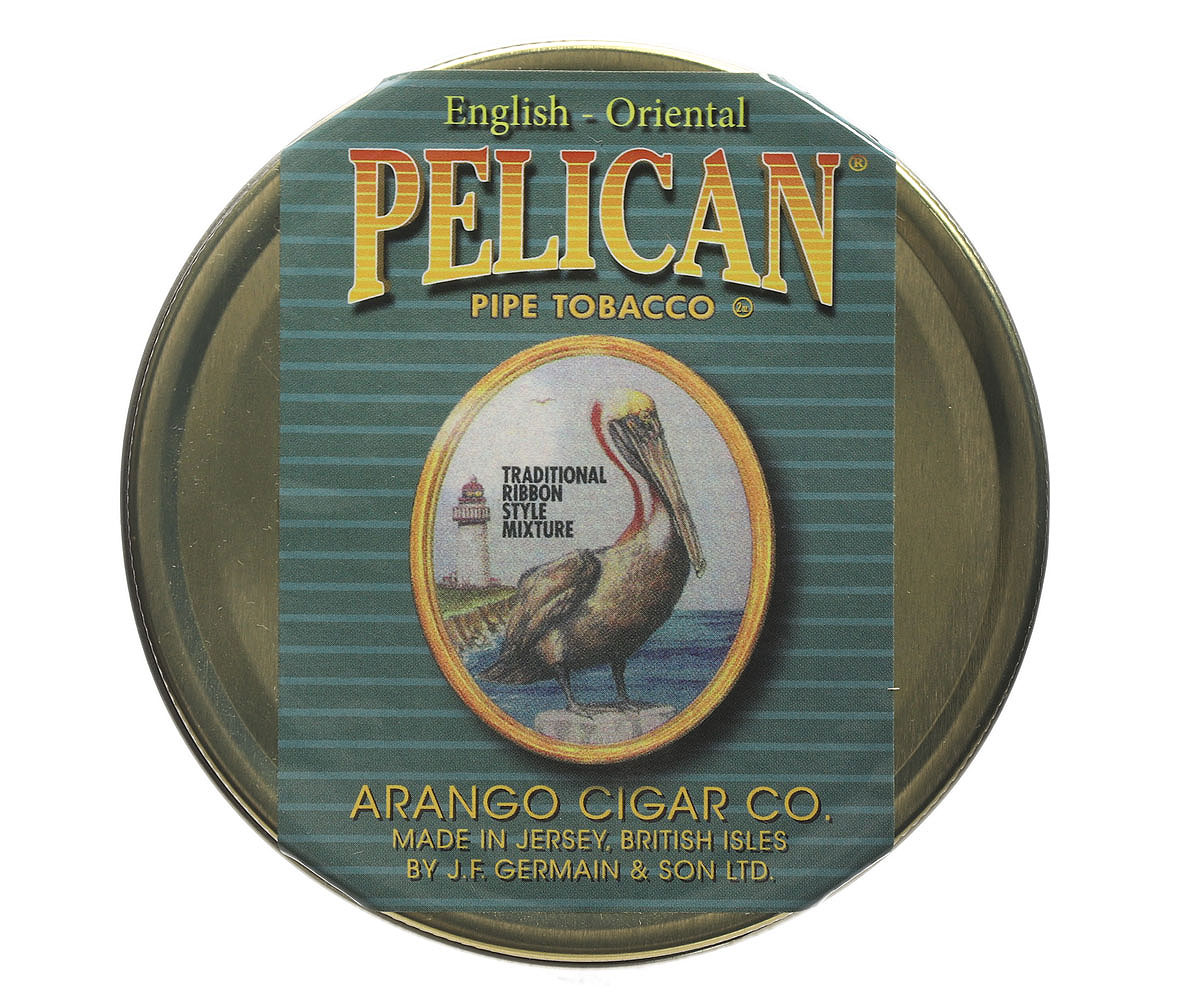 English - Oriental
PELICAN®
PIPE TOBACCO 2oz
TRADITIONAL
RIBBON
STYLE
MIXTURE
ARANGO CIGAR CO.
MADE IN JERSEY, BRITISH ISLES
BY J.F. GERMAIN & SON LTD.